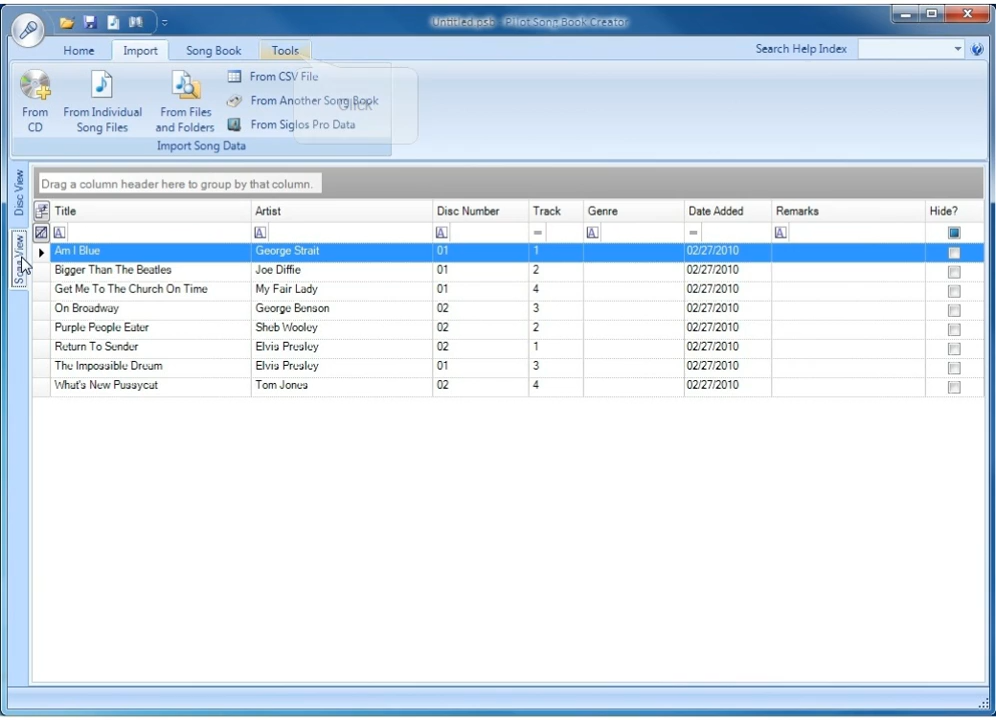 Untitled.psb - Pilot Song Book Creator
Home Import Song Book Tools Search Help Index
From CD
From Individual Song Files
From Files and Folders
From CSV File
From Another Song Book
Click
From Siglos Pro Data
Import Song Data
Disc View
Song View
Drag a column header here to group by that column.
Title Artist Disc Number Track Genre Date Added Remarks Hide?
A A A = A = A
Am I Blue George Strait 01 1 02/27/2010
Bigger Than The Beatles Joe Diffie 01 2 02/27/2010
Get Me To The Church On Time My Fair Lady 01 4 02/27/2010
On Broadway George Benson 02 3 02/27/2010
Purple People Eater Sheb Wooley 02 2 02/27/2010
Return To Sender Elvis Presley 02 1 02/27/2010
The Impossible Dream Elvis Presley 01 3 02/27/2010
What's New Pussycat Tom Jones 02 4 02/27/2010